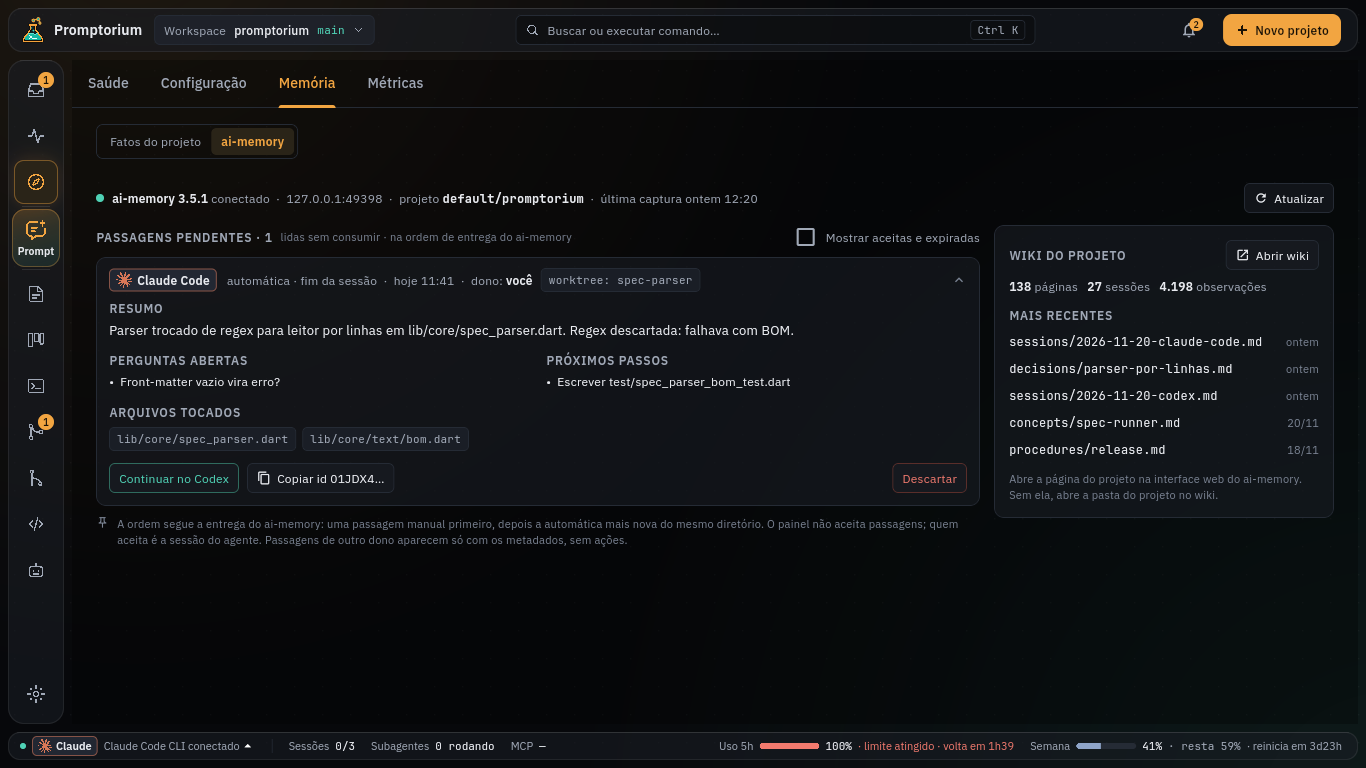 Promptorium
Workspace promptorium main
Buscar ou executar comando...
Ctrl K
2
+ Novo projeto
1
Saúde Configuração Memória Métricas
Fatos do projeto ai-memory
ai-memory 3.5.1 conectado · 127.0.0.1:49398 · projeto default/promptorium · última captura ontem 12:20
Atualizar
Prompt
PASSAGENS PENDENTES · 1 lidas sem consumir · na ordem de entrega do ai-memory
Mostrar aceitas e expiradas
Claude Code automática · fim da sessão · hoje 11:41 · dono: você worktree: spec-parser
RESUMO
Parser trocado de regex para leitor por linhas em lib/core/spec_parser.dart. Regex descartada: falhava com BOM.
PERGUNTAS ABERTAS
• Front-matter vazio vira erro?
PRÓXIMOS PASSOS
• Escrever test/spec_parser_bom_test.dart
ARQUIVOS TOCADOS
lib/core/spec_parser.dart lib/core/text/bom.dart
Continuar no Codex
Copiar id 01JDX4...
Descartar
A ordem segue a entrega do ai-memory: uma passagem manual primeiro, depois a automática mais nova do mesmo diretório. O painel não aceita passagens; quem
aceita é a sessão do agente. Passagens de outro dono aparecem só com os metadados, sem ações.
WIKI DO PROJETO
Abrir wiki
138 páginas 27 sessões 4.198 observações
MAIS RECENTES
sessions/2026-11-20-claude-code.md ontem
decisions/parser-por-linhas.md ontem
sessions/2026-11-20-codex.md ontem
concepts/spec-runner.md 20/11
procedures/release.md 18/11
Abre a página do projeto na interface web do ai-memory.
Sem ela, abre a pasta do projeto no wiki.
1
Claude Claude Code CLI conectado
Sessões 0/3 Subagentes 0 rodando MCP —
Uso 5h 100% · limite atingido · volta em 1h39
Semana 41% · resta 59% · reinicia em 3d23h